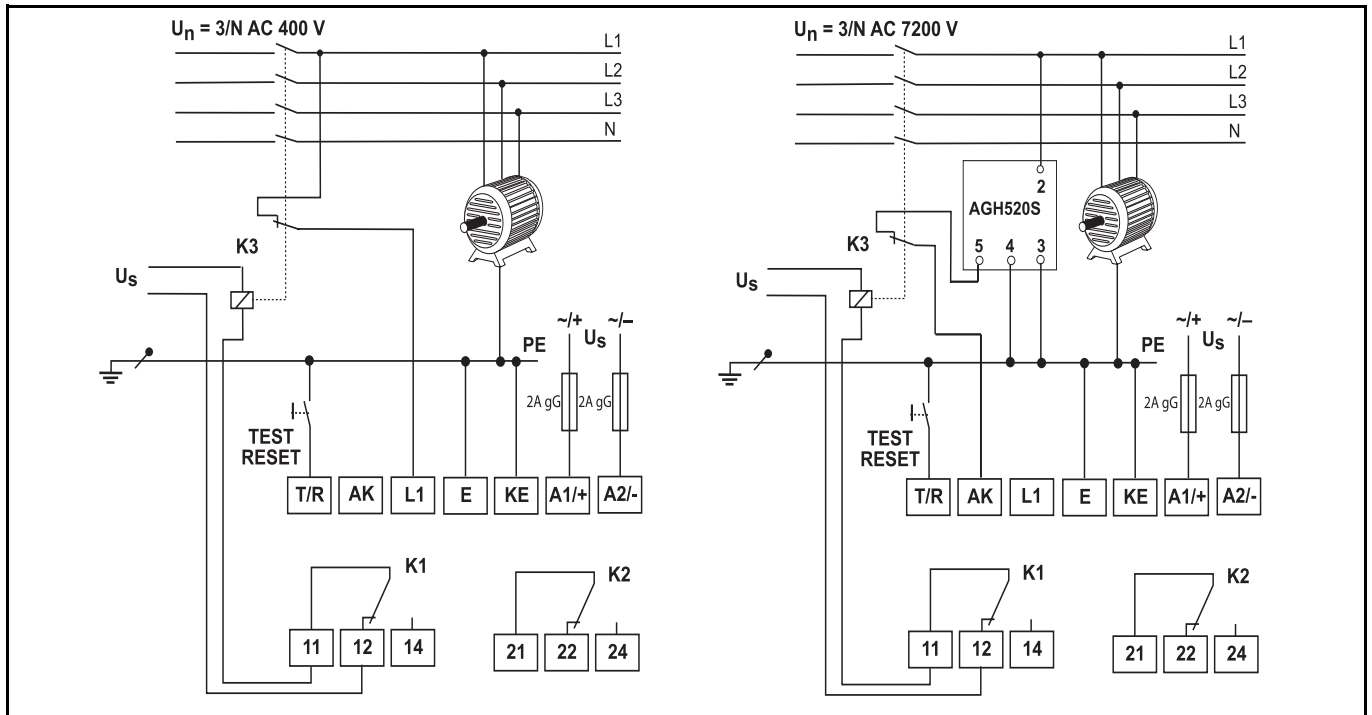 Un = 3/N AC 400 V
L1
L2
L3
N
K3
Us
~/+
~/–
Us
PE
2A gG
2A gG
TEST
RESET
T/R
AK
L1
E
KE
A1/+
A2/-
K1
K2
11
12
14
21
22
24
Un = 3/N AC 7200 V
L1
L2
L3
N
2
AGH520S
5
4
3
K3
Us
~/+
~/–
Us
PE
2A gG
2A gG
TEST
RESET
T/R
AK
L1
E
KE
A1/+
A2/-
K1
K2
11
12
14
21
22
24